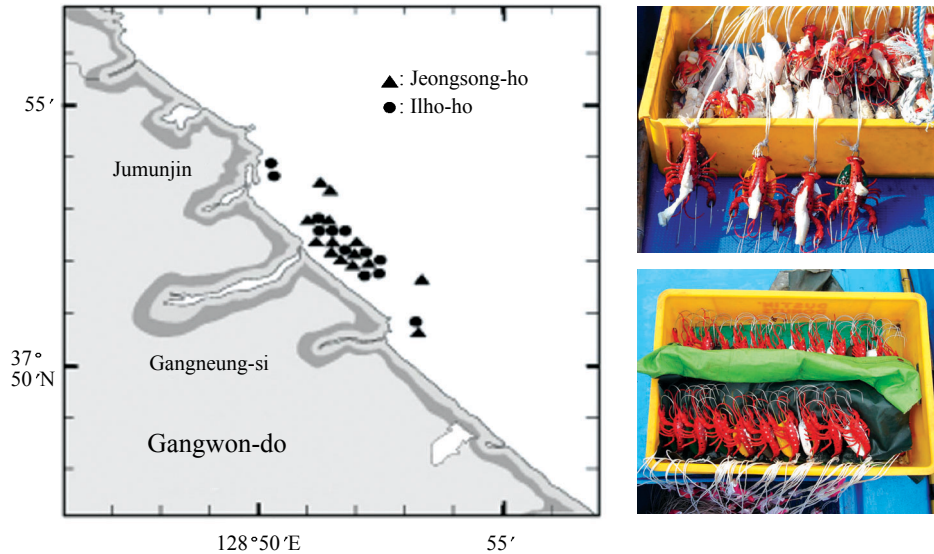 ▲: Jeongsong-ho
●: Ilho-ho
55′
Jumunjin
37°
50′N
Gangneung-si
Gangwon-do
128°50′E
55′